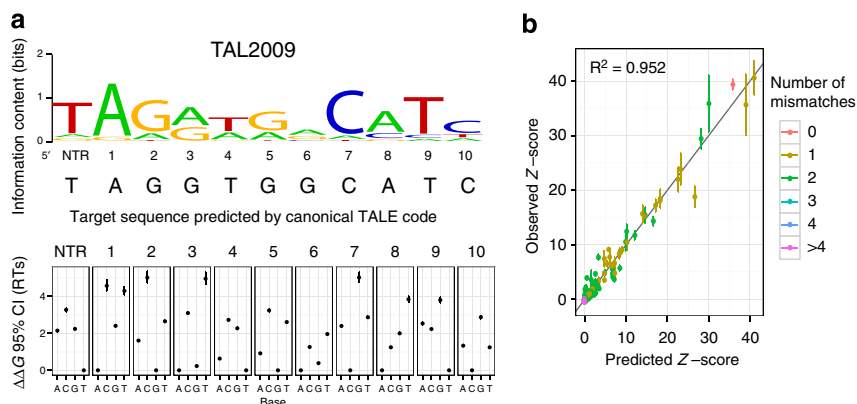 a
TAL2009
Information content (bits)
2
1
0
T A G A T G A C A T C
G
5′ NTR 1 2 3 4 5 6 7 8 9 10
T A G G T G G C A T C
Target sequence predicted by canonical TALE code
NTR 1 2 3 4 5 6 7 8 9 10
ΔΔG 95% CI (RTs)
4
2
0
A C G T A C G T A C G T A C G T A C G T A C G T A C G T A C G T A C G T A C G T A C G T
Base
b
R² = 0.952
Observed Z−score
40
30
20
10
0
0 10 20 30 40
Predicted Z−score
Number of
mismatches
0
1
2
3
4
>4